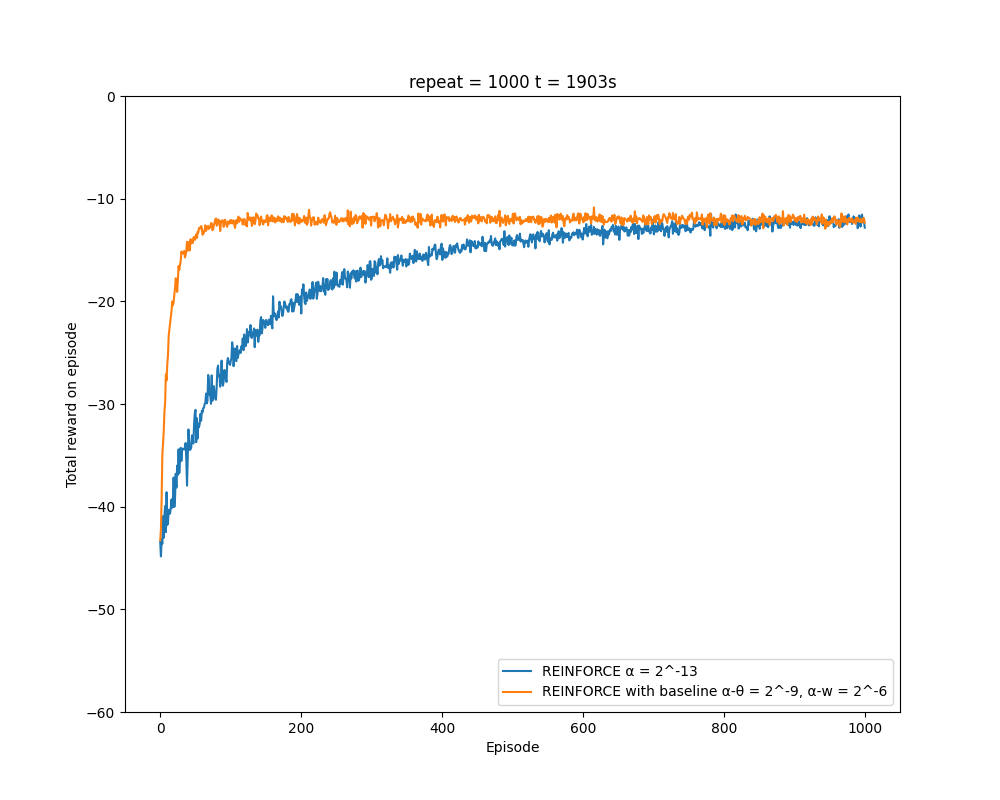 repeat = 1000 t = 1903s
0
−10
−20
−30
−40
−50
−60
Total reward on episode
0
200
400
600
800
1000
Episode
REINFORCE α = 2^-13
REINFORCE with baseline α-θ = 2^-9, α-w = 2^-6